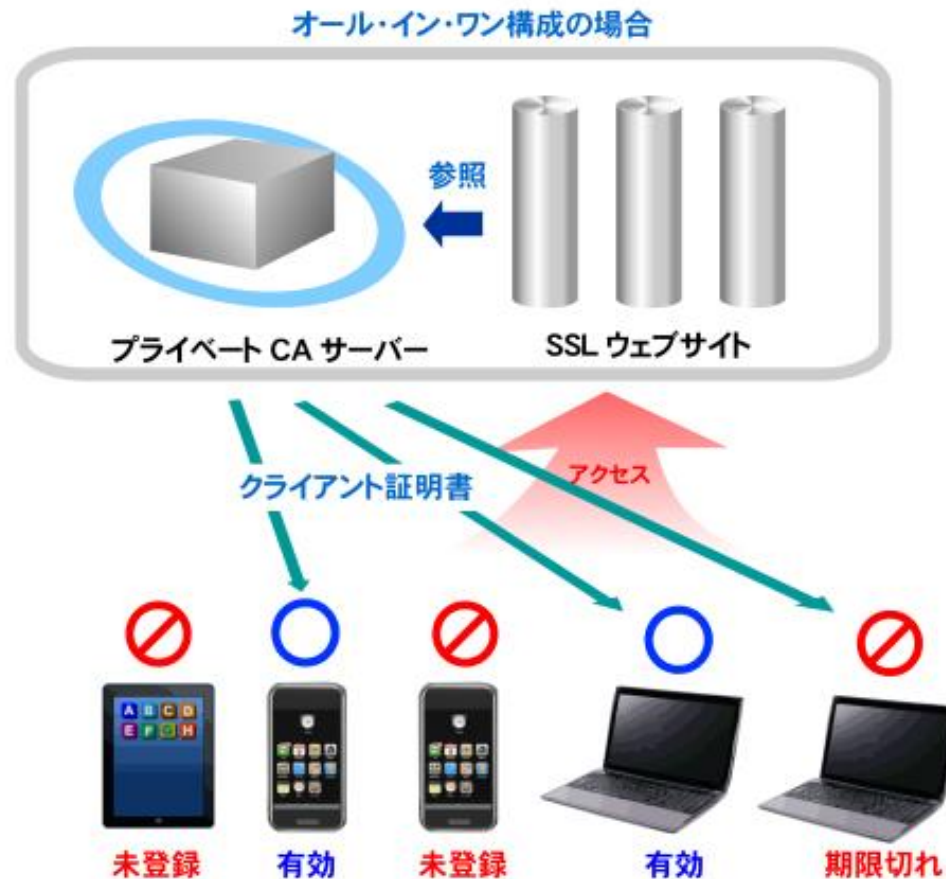 オール・イン・ワン構成の場合
参照
プライベート CA サーバー
SSL ウェブサイト
アクセス
クライアント証明書
A B C D
E F G H
未登録
有効
未登録
有効
期限切れ